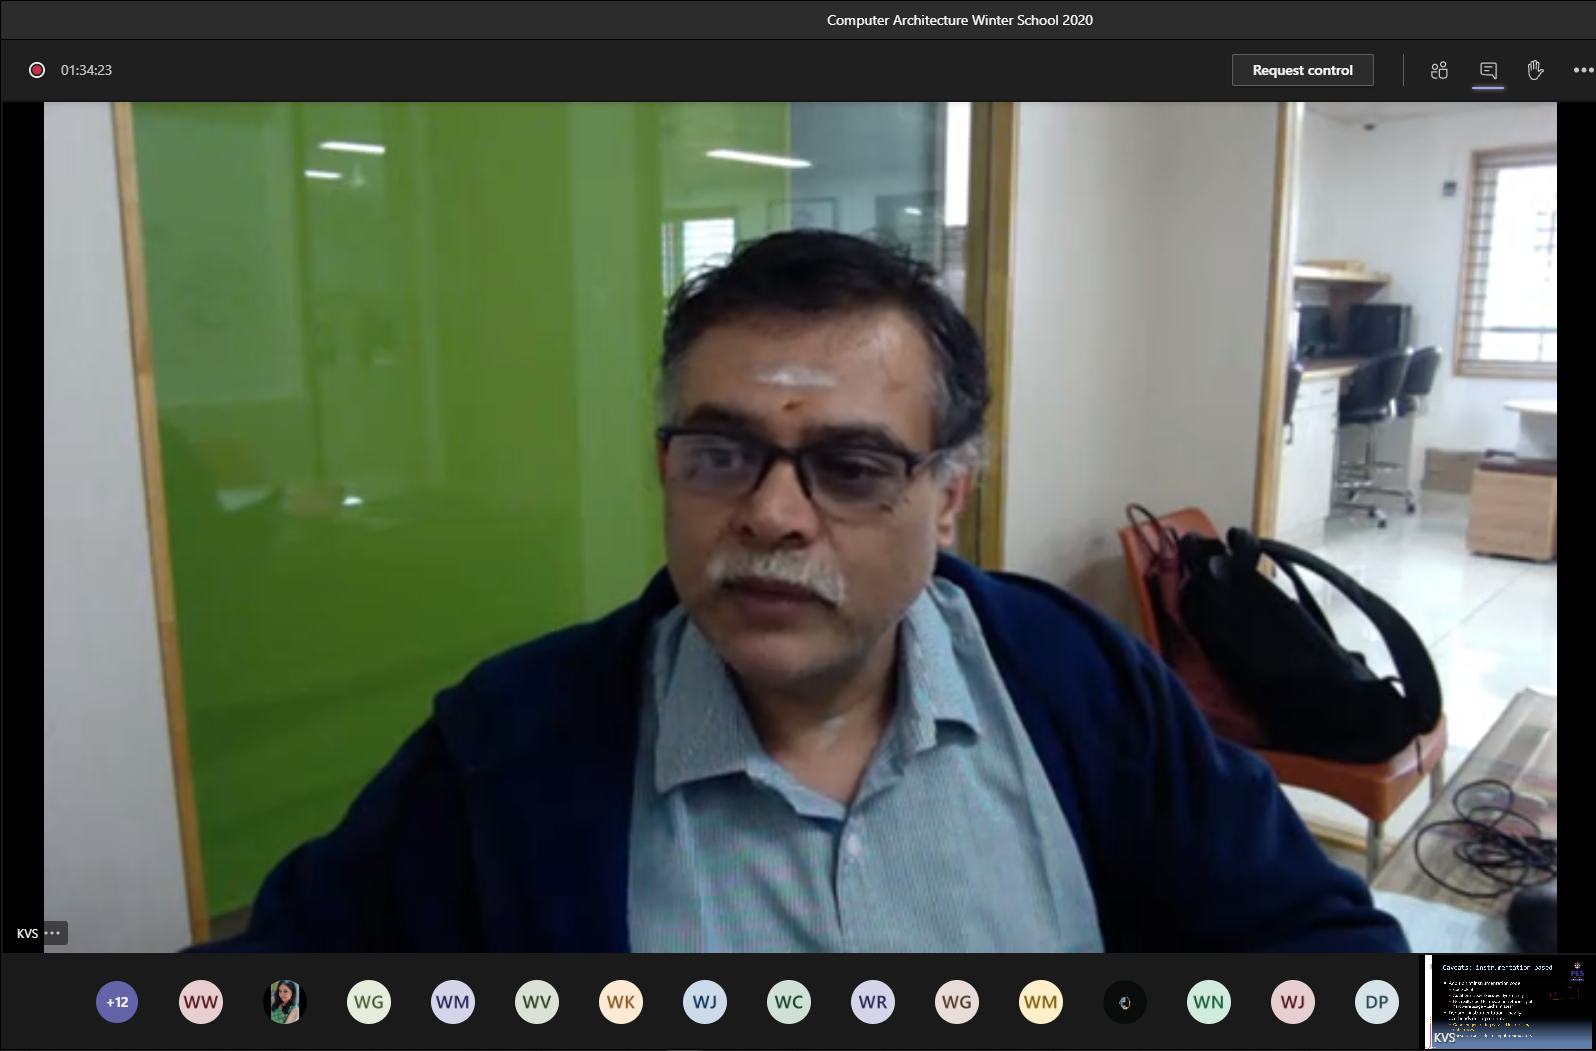 Computer Architecture Winter School 2020
01:34:23
Request control
KVS
+12
WW
WG
WM
WV
WK
WJ
WC
WR
WG
WM
WN
WJ
DP
Caveats: instrumentation based
PES
KVS